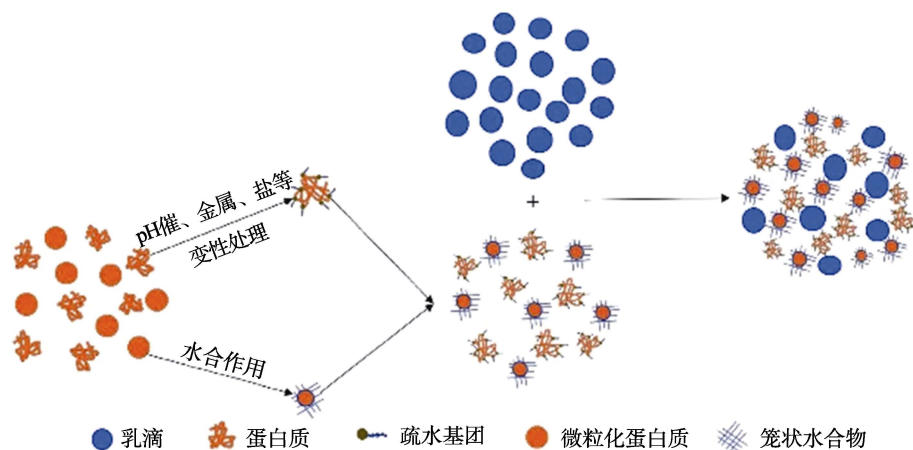 +
pH催、金属、盐等
变性处理
水合作用
乳滴
蛋白质
疏水基团
微粒化蛋白质
笼状水合物